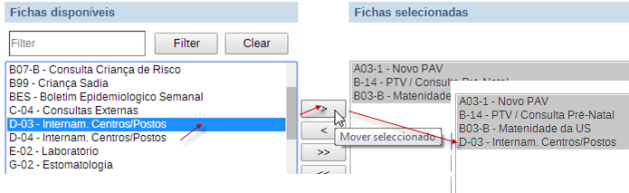 Fichas disponíveis
Filter
Filter
Clear
B07-B - Consulta Criança de Risco
B99 - Criança Sadia
BES - Boletim Epidemiologico Semanal
C-04 - Consultas Externas
D-03 - Internam. Centros/Postos
D-04 - Internam. Centros/Postos
E-02 - Laboratório
G-02 - Estomatologia
>
<
>>
<<
Mover seleccionado
Fichas selecionadas
A03-1 - Novo PAV
B-14 - PTV / Consulta Pré-Natal
B03-B - Matenidade
A03-1 - Novo PAV
B-14 - PTV / Consulta Pré-Natal
B03-B - Matenidade da US
D-03 - Internam. Centros/Postos